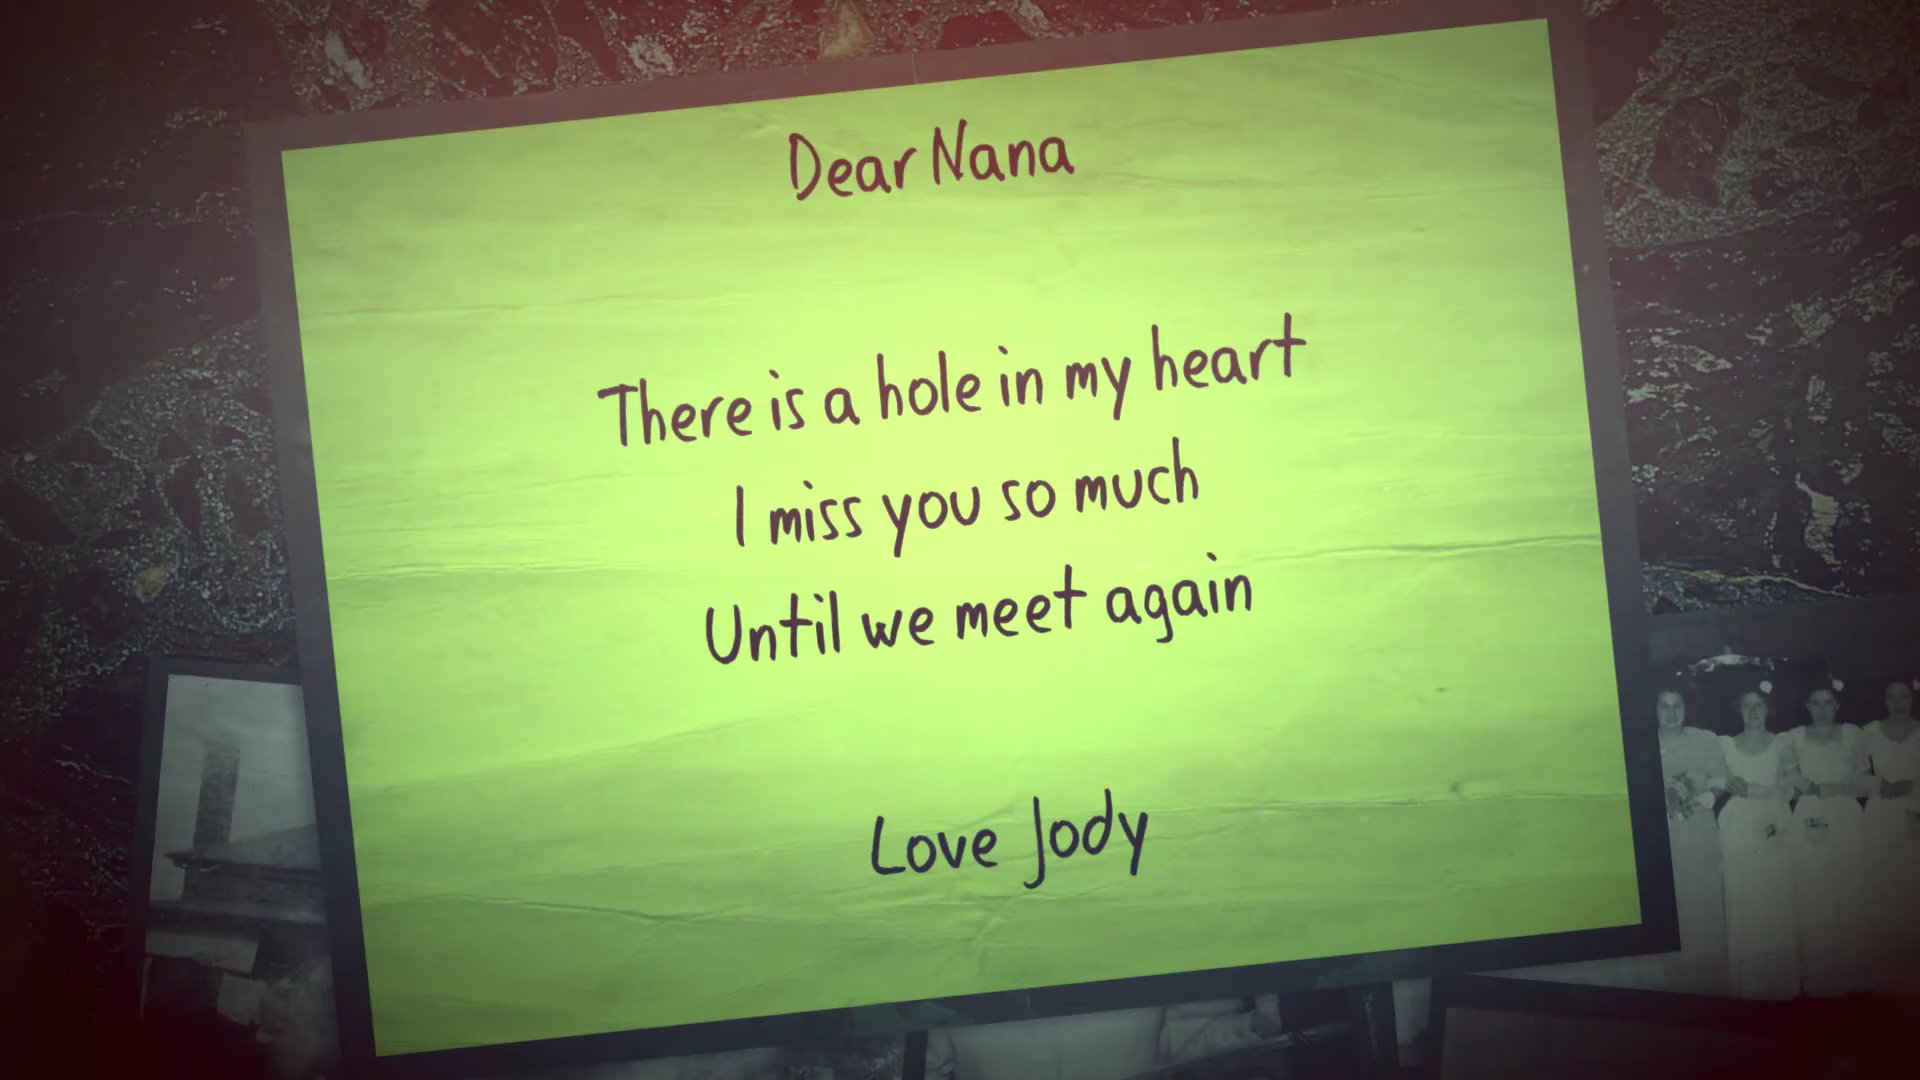 Dear Nana
There is a hole in my heart
I miss you so much
Until we meet again
Love Jody